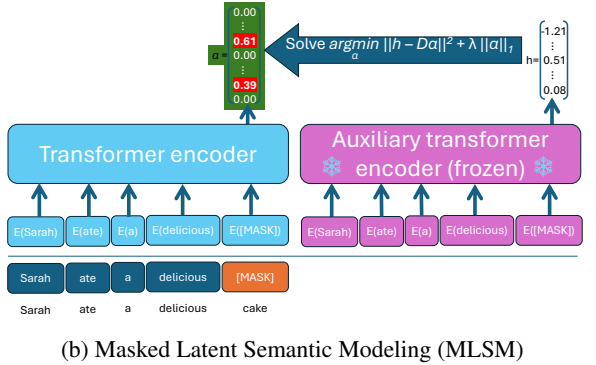 0.00
⋮
0.61
0.00
α =
⋮
0.39
0.00
Solve argmin ||h - Dα||² + λ ||α||₁
α
-1.21
⋮
h= 0.51
⋮
0.08
Transformer encoder
Auxiliary transformer
❄ encoder (frozen) ❄
E(Sarah) E(ate) E(a) E(delicious) E([MASK]) E(Sarah) E(ate) E(a) E(delicious) E([MASK])
Sarah ate a delicious [MASK]
Sarah ate a delicious cake
(b) Masked Latent Semantic Modeling (MLSM)